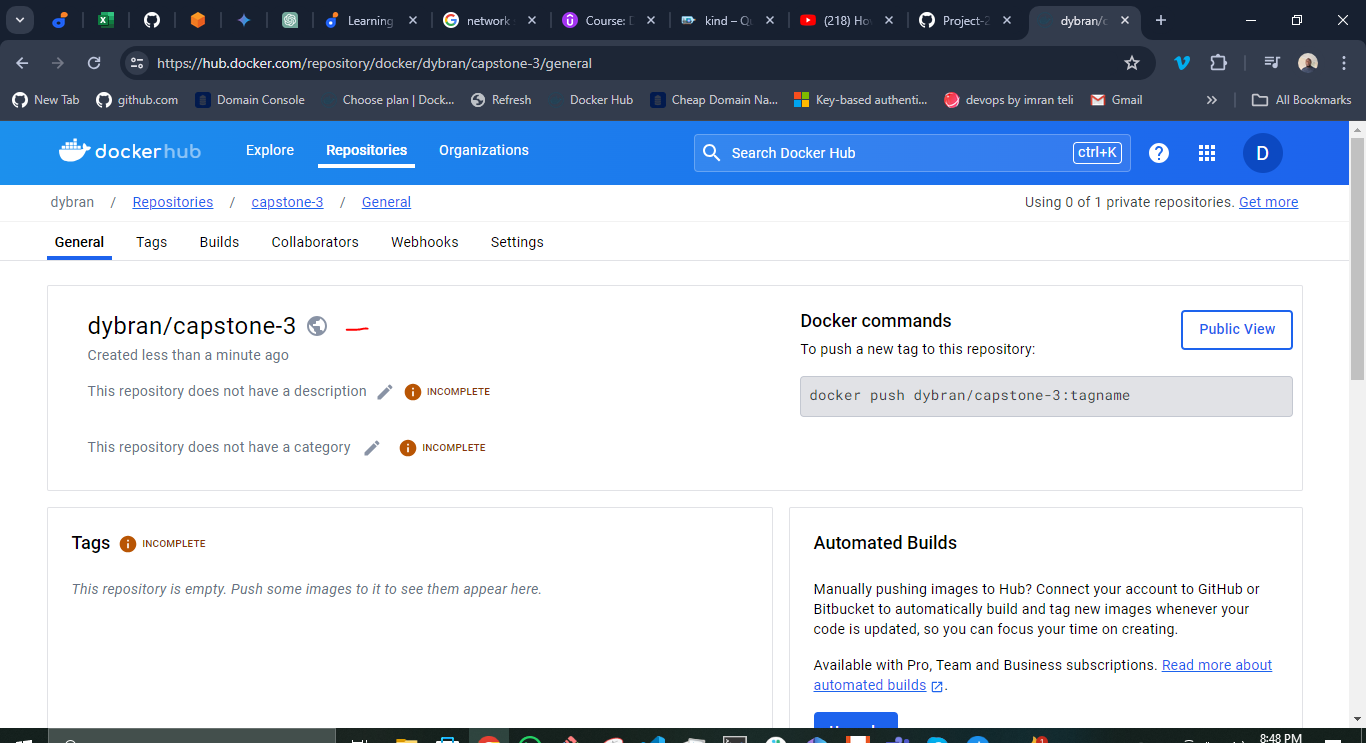 Learning
network
Course: D
kind – Qu
(218) Ho
Project-2
dybran/c
https://hub.docker.com/repository/docker/dybran/capstone-3/general
New Tab
github.com
Domain Console
Choose plan | Dock...
Refresh
Docker Hub
Cheap Domain Na...
Key-based authenti...
devops by imran teli
Gmail
All Bookmarks
dockerhub
Explore
Repositories
Organizations
Search Docker Hub
ctrl+K
D
dybran / Repositories / capstone-3 / General
Using 0 of 1 private repositories. Get more
General
Tags
Builds
Collaborators
Webhooks
Settings
dybran/capstone-3
Created less than a minute ago
This repository does not have a description
INCOMPLETE
This repository does not have a category
INCOMPLETE
Docker commands
Public View
To push a new tag to this repository:
docker push dybran/capstone-3:tagname
Tags
INCOMPLETE
This repository is empty. Push some images to it to see them appear here.
Automated Builds
Manually pushing images to Hub? Connect your account to GitHub or
Bitbucket to automatically build and tag new images whenever your
code is updated, so you can focus your time on creating.
Available with Pro, Team and Business subscriptions. Read more about
automated builds.
8:48 PM